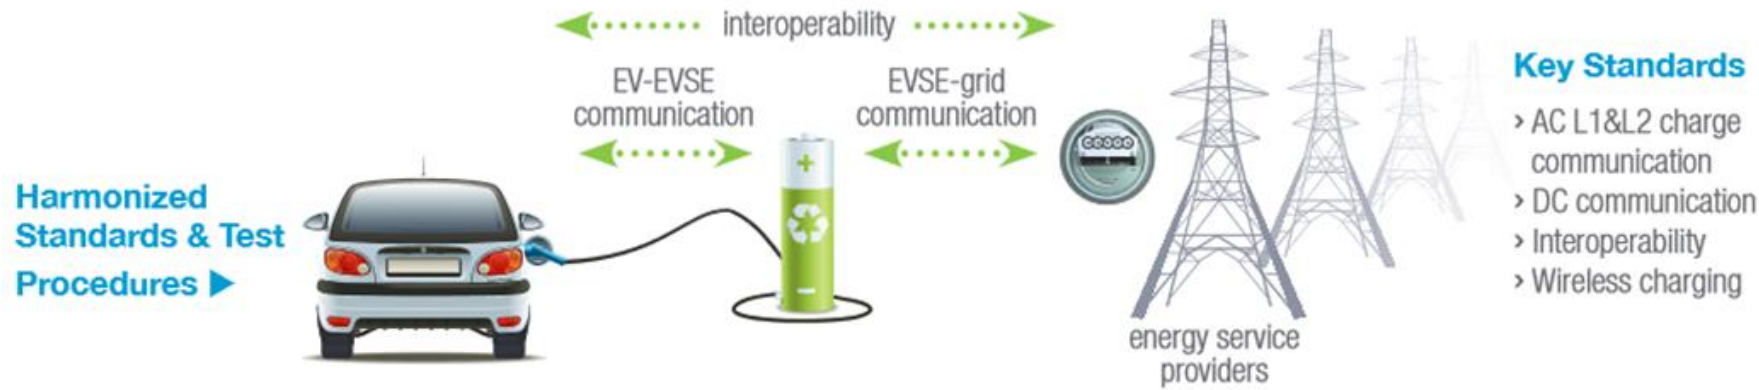 interoperability
EV-EVSE
communication
EVSE-grid
communication
Harmonized
Standards & Test
Procedures ▶
energy service
providers
Key Standards
› AC L1&L2 charge
communication
› DC communication
› Interoperability
› Wireless charging